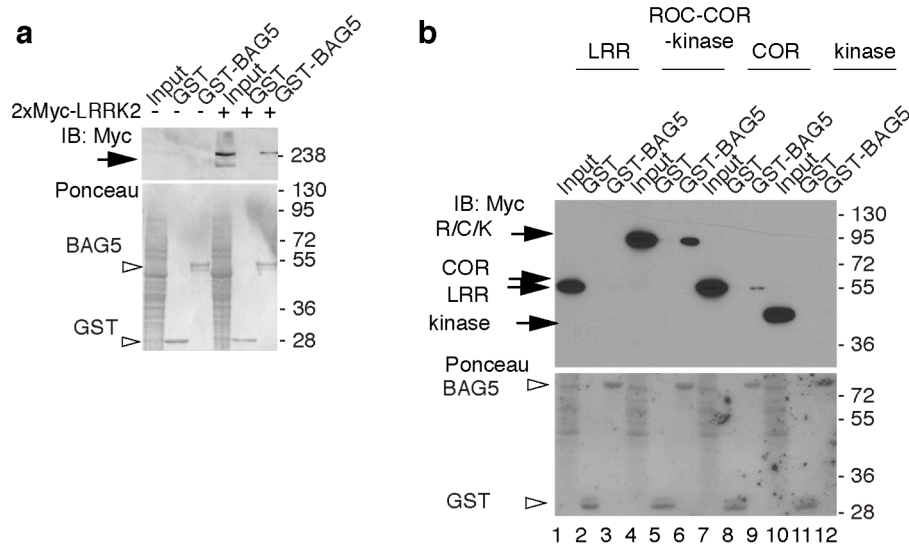 a
Input GST GST-BAG5 Input GST GST-BAG5
2xMyc-LRRK2 - - - + + +
IB: Myc
- 238
Ponceau
- 130
- 95
- 72
BAG5
- 55
- 36
GST
- 28
b
ROC-COR
-kinase
LRR COR kinase
Input GST GST-BAG5 Input GST GST-BAG5 Input GST GST-BAG5 Input GST GST-BAG5
IB: Myc
- 130
R/C/K
- 95
- 72
COR
LRR
- 55
kinase
- 36
Ponceau
BAG5
- 72
- 55
- 36
GST
- 28
1 2 3 4 5 6 7 8 9 10 11 12